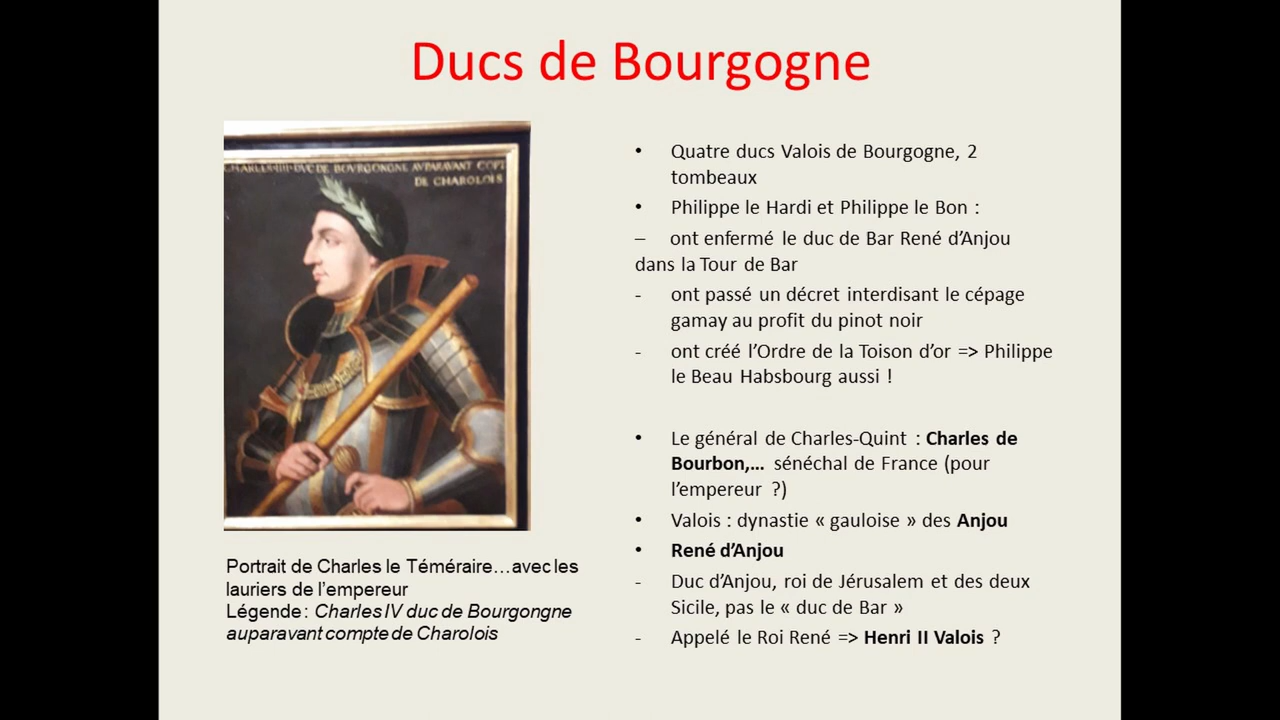 Ducs de Bourgogne
CHARLES IIII DVC DE BOVRGONGNE AVPARAVANT COPT
DE CHAROLOIS
Portrait de Charles le Téméraire…avec les
lauriers de l’empereur
Légende : Charles IV duc de Bourgongne
auparavant compte de Charolois
• Quatre ducs Valois de Bourgogne, 2
tombeaux
• Philippe le Hardi et Philippe le Bon :
– ont enfermé le duc de Bar René d’Anjou
dans la Tour de Bar
- ont passé un décret interdisant le cépage
gamay au profit du pinot noir
- ont créé l’Ordre de la Toison d’or => Philippe
le Beau Habsbourg aussi !
• Le général de Charles-Quint : Charles de
Bourbon,… sénéchal de France (pour
l’empereur ?)
• Valois : dynastie « gauloise » des Anjou
• René d’Anjou
- Duc d’Anjou, roi de Jérusalem et des deux
Sicile, pas le « duc de Bar »
- Appelé le Roi René => Henri II Valois ?